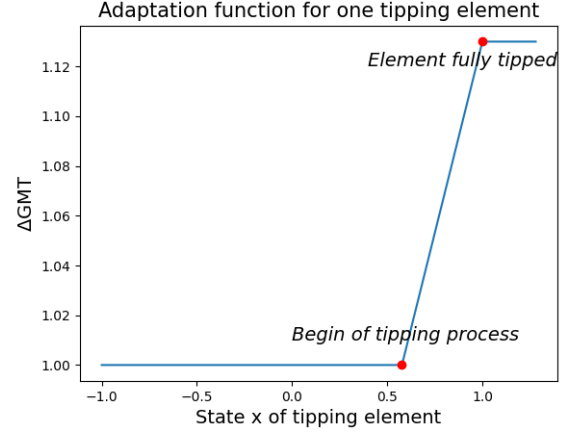 Adaptation function for one tipping element
Element fully tipped
1.12
1.10
1.08
ΔGMT
1.06
1.04
1.02
Begin of tipping process
1.00
−1.0 −0.5 0.0 0.5 1.0
State x of tipping element